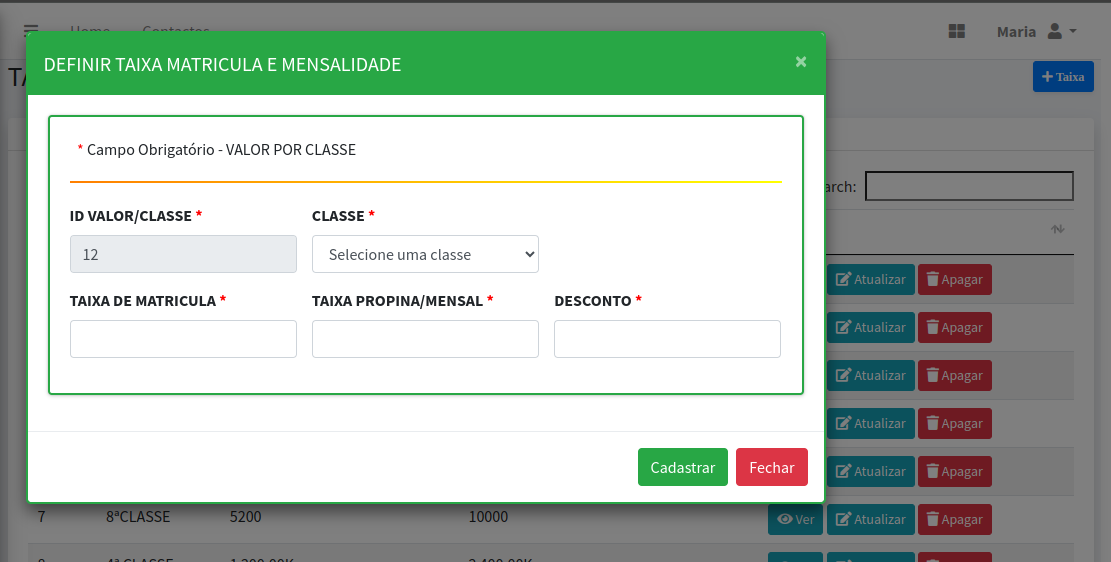 Home Contactos
Maria
DEFINIR TAIXA MATRICULA E MENSALIDADE ×
Taixa
* Campo Obrigatório - VALOR POR CLASSE
arch:
ID VALOR/CLASSE * CLASSE *
12 Selecione uma classe
Atualizar Apagar
TAIXA DE MATRICULA * TAIXA PROPINA/MENSAL * DESCONTO *
Atualizar Apagar
Atualizar Apagar
Atualizar Apagar
Cadastrar Fechar
Atualizar Apagar
7 8ªCLASSE 5200 10000 Ver Atualizar Apagar